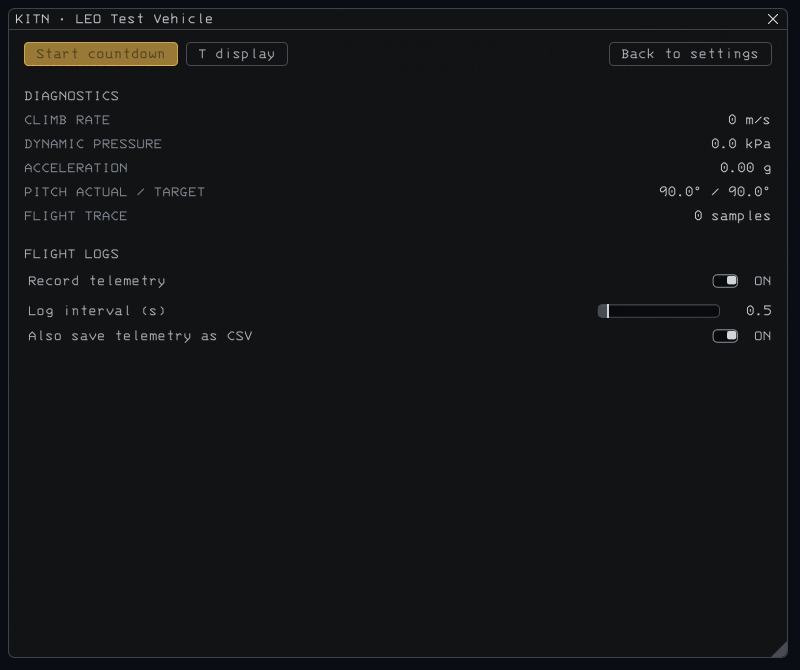 KITN · LEO Test Vehicle
Start countdown T display Back to settings
DIAGNOSTICS
CLIMB RATE 0 m/s
DYNAMIC PRESSURE 0.0 kPa
ACCELERATION 0.00 g
PITCH ACTUAL / TARGET 90.0° / 90.0°
FLIGHT TRACE 0 samples
FLIGHT LOGS
Record telemetry ON
Log interval (s) 0.5
Also save telemetry as CSV ON